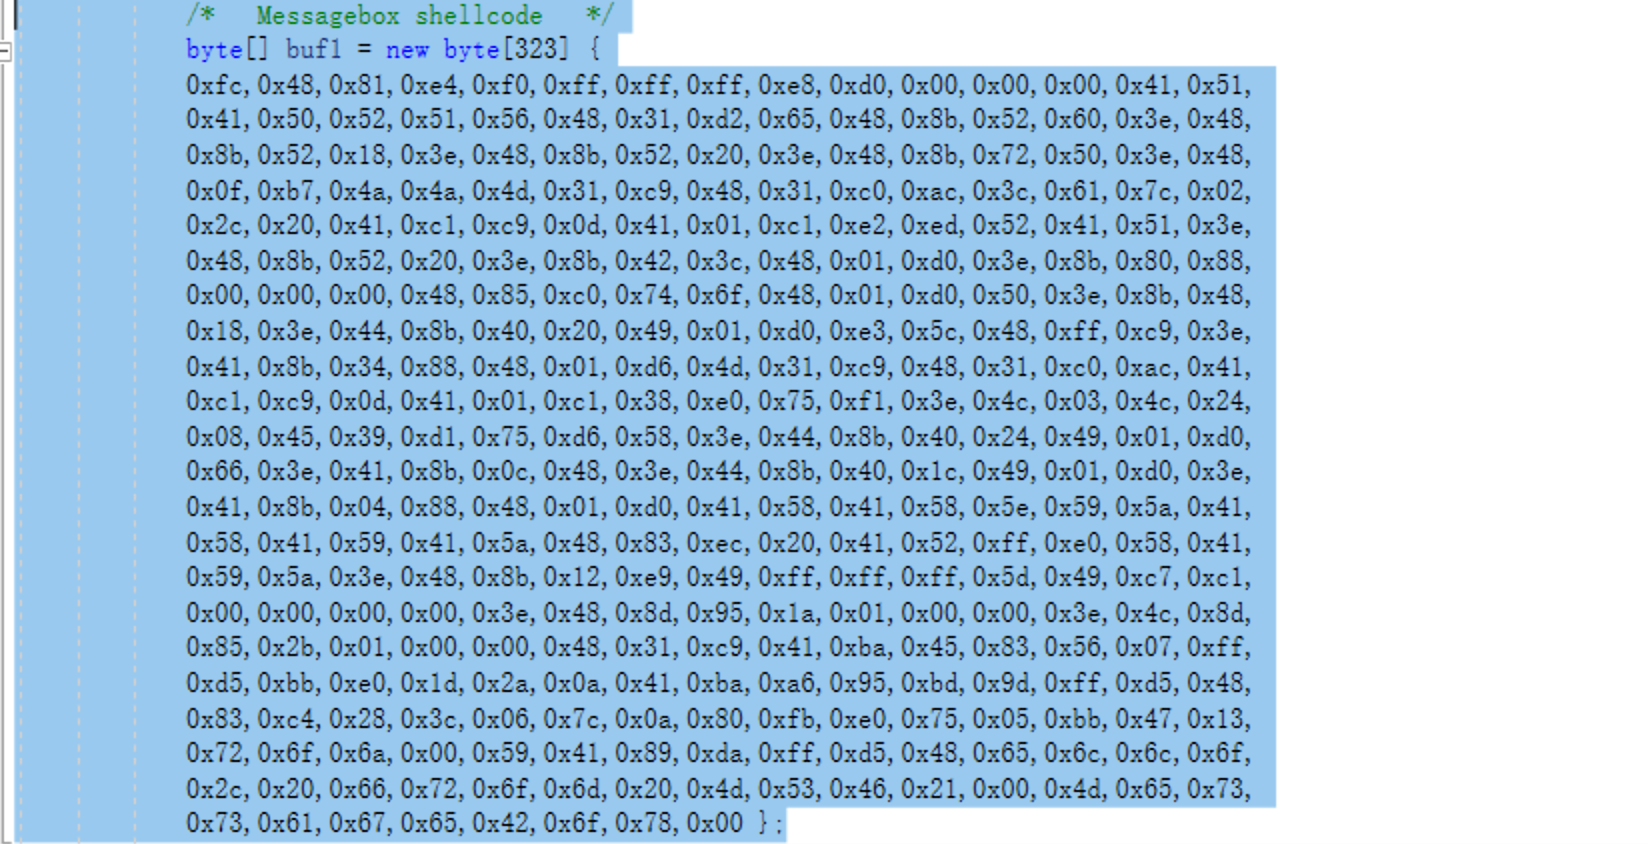 /*   Messagebox shellcode   */
byte[] buf1 = new byte[323] {
0xfc, 0x48, 0x81, 0xe4, 0xf0, 0xff, 0xff, 0xff, 0xe8, 0xd0, 0x00, 0x00, 0x00, 0x41, 0x51,
0x41, 0x50, 0x52, 0x51, 0x56, 0x48, 0x31, 0xd2, 0x65, 0x48, 0x8b, 0x52, 0x60, 0x3e, 0x48,
0x8b, 0x52, 0x18, 0x3e, 0x48, 0x8b, 0x52, 0x20, 0x3e, 0x48, 0x8b, 0x72, 0x50, 0x3e, 0x48,
0x0f, 0xb7, 0x4a, 0x4a, 0x4d, 0x31, 0xc9, 0x48, 0x31, 0xc0, 0xac, 0x3c, 0x61, 0x7c, 0x02,
0x2c, 0x20, 0x41, 0xc1, 0xc9, 0x0d, 0x41, 0x01, 0xc1, 0xe2, 0xed, 0x52, 0x41, 0x51, 0x3e,
0x48, 0x8b, 0x52, 0x20, 0x3e, 0x8b, 0x42, 0x3c, 0x48, 0x01, 0xd0, 0x3e, 0x8b, 0x80, 0x88,
0x00, 0x00, 0x00, 0x48, 0x85, 0xc0, 0x74, 0x6f, 0x48, 0x01, 0xd0, 0x50, 0x3e, 0x8b, 0x48,
0x18, 0x3e, 0x44, 0x8b, 0x40, 0x20, 0x49, 0x01, 0xd0, 0xe3, 0x5c, 0x48, 0xff, 0xc9, 0x3e,
0x41, 0x8b, 0x34, 0x88, 0x48, 0x01, 0xd6, 0x4d, 0x31, 0xc9, 0x48, 0x31, 0xc0, 0xac, 0x41,
0xc1, 0xc9, 0x0d, 0x41, 0x01, 0xc1, 0x38, 0xe0, 0x75, 0xf1, 0x3e, 0x4c, 0x03, 0x4c, 0x24,
0x08, 0x45, 0x39, 0xd1, 0x75, 0xd6, 0x58, 0x3e, 0x44, 0x8b, 0x40, 0x24, 0x49, 0x01, 0xd0,
0x66, 0x3e, 0x41, 0x8b, 0x0c, 0x48, 0x3e, 0x44, 0x8b, 0x40, 0x1c, 0x49, 0x01, 0xd0, 0x3e,
0x41, 0x8b, 0x04, 0x88, 0x48, 0x01, 0xd0, 0x41, 0x58, 0x41, 0x58, 0x5e, 0x59, 0x5a, 0x41,
0x58, 0x41, 0x59, 0x41, 0x5a, 0x48, 0x83, 0xec, 0x20, 0x41, 0x52, 0xff, 0xe0, 0x58, 0x41,
0x59, 0x5a, 0x3e, 0x48, 0x8b, 0x12, 0xe9, 0x49, 0xff, 0xff, 0xff, 0x5d, 0x49, 0xc7, 0xc1,
0x00, 0x00, 0x00, 0x00, 0x3e, 0x48, 0x8d, 0x95, 0x1a, 0x01, 0x00, 0x00, 0x3e, 0x4c, 0x8d,
0x85, 0x2b, 0x01, 0x00, 0x00, 0x48, 0x31, 0xc9, 0x41, 0xba, 0x45, 0x83, 0x56, 0x07, 0xff,
0xd5, 0xbb, 0xe0, 0x1d, 0x2a, 0x0a, 0x41, 0xba, 0xa6, 0x95, 0xbd, 0x9d, 0xff, 0xd5, 0x48,
0x83, 0xc4, 0x28, 0x3c, 0x06, 0x7c, 0x0a, 0x80, 0xfb, 0xe0, 0x75, 0x05, 0xbb, 0x47, 0x13,
0x72, 0x6f, 0x6a, 0x00, 0x59, 0x41, 0x89, 0xda, 0xff, 0xd5, 0x48, 0x65, 0x6c, 0x6c, 0x6f,
0x2c, 0x20, 0x66, 0x72, 0x6f, 0x6d, 0x20, 0x4d, 0x53, 0x46, 0x21, 0x00, 0x4d, 0x65, 0x73,
0x73, 0x61, 0x67, 0x65, 0x42, 0x6f, 0x78, 0x00 };